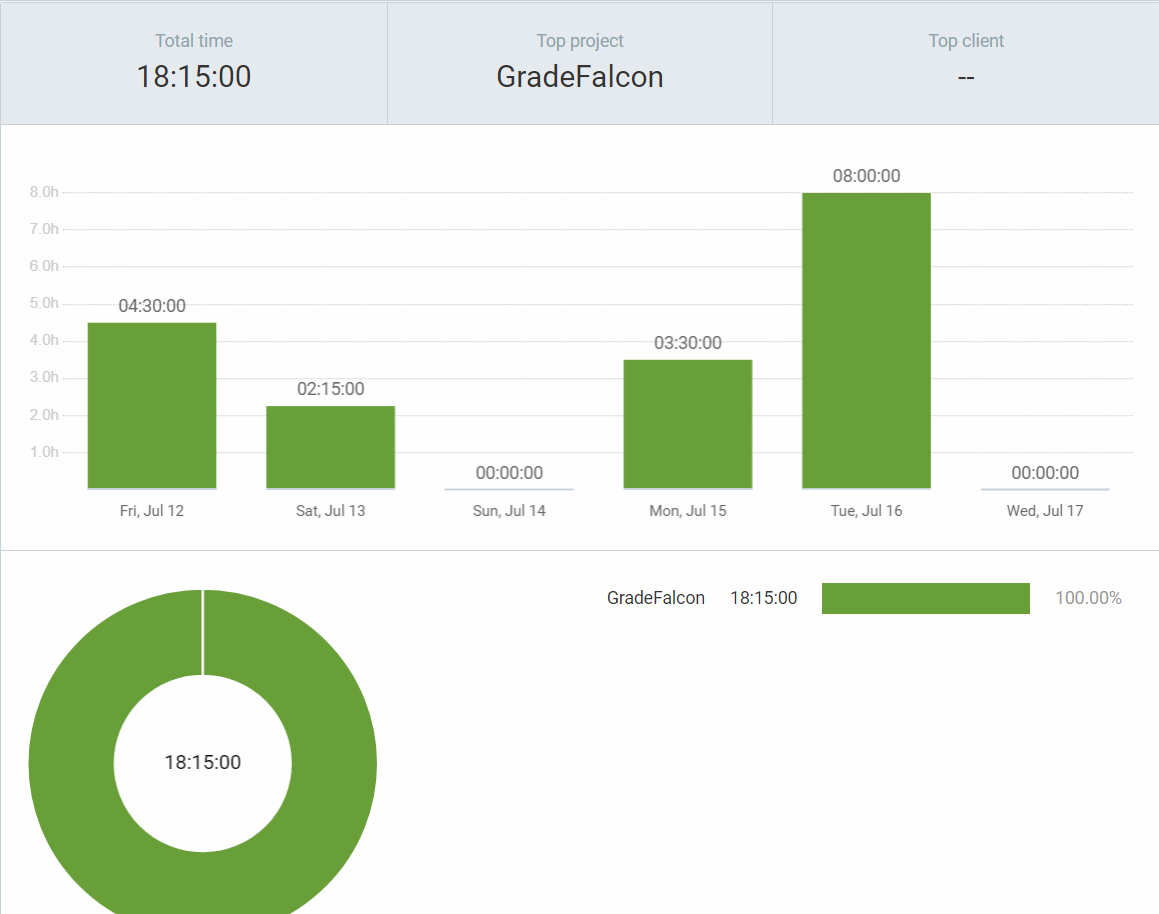 Total time
18:15:00
Top project
GradeFalcon
Top client
--
8.0h
7.0h
6.0h
5.0h
4.0h
3.0h
2.0h
1.0h
04:30:00
02:15:00
00:00:00
03:30:00
08:00:00
00:00:00
Fri, Jul 12
Sat, Jul 13
Sun, Jul 14
Mon, Jul 15
Tue, Jul 16
Wed, Jul 17
GradeFalcon 18:15:00 100.00%
18:15:00